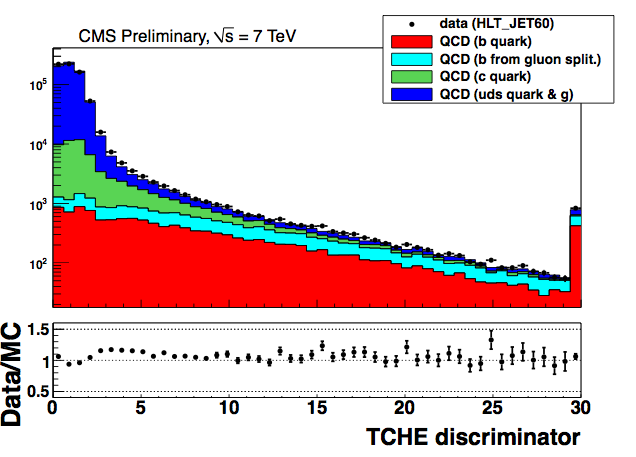 data (HLT_JET60)
CMS Preliminary, √s = 7 TeV
QCD (b quark)
QCD (b from gluon split.)
QCD (c quark)
QCD (uds quark & g)
10⁵
10⁴
10³
10²
Data/MC
1.5
1
0.5
0 5 10 15 20 25 30
TCHE discriminator